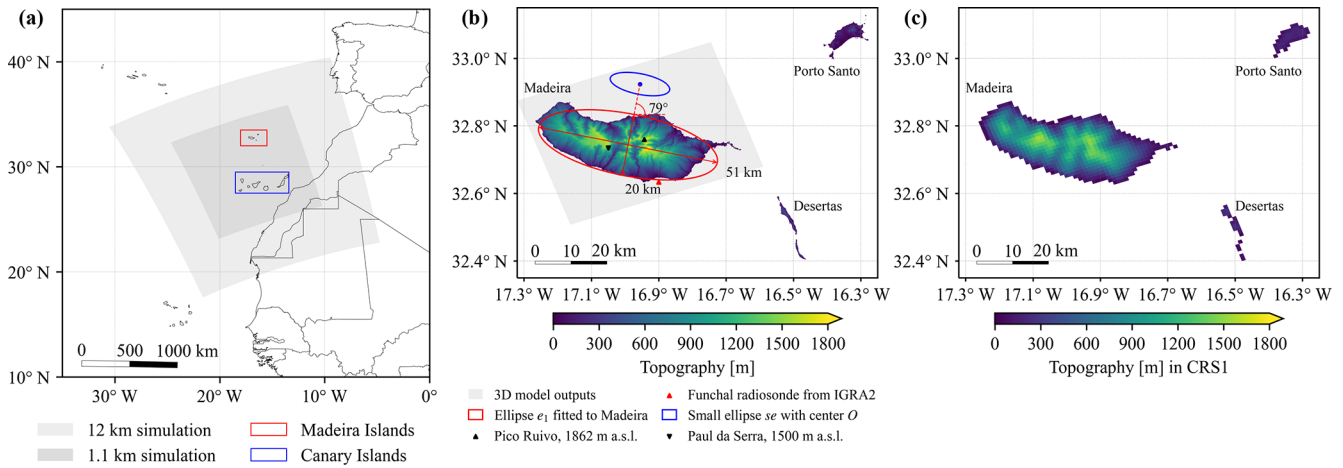 (a)
40° N
30° N
20° N
10° N
30° W
20° W
10° W
0°
0 500 1000 km
12 km simulation
1.1 km simulation
Madeira Islands
Canary Islands
(b)
33.0° N
32.8° N
32.6° N
32.4° N
Madeira
Porto Santo
79°
51 km
20 km
Desertas
0 10 20 km
17.3° W
17.1° W
16.9° W
16.7° W
16.5° W
16.3° W
0 300 600 900 1200 1500 1800
Topography [m]
3D model outputs
Ellipse e₁ fitted to Madeira
Pico Ruivo, 1862 m a.s.l.
Funchal radiosonde from IGRA2
Small ellipse se with center O
Paul da Serra, 1500 m a.s.l.
(c)
33.0° N
32.8° N
32.6° N
32.4° N
Madeira
Porto Santo
Desertas
0 10 20 km
17.3° W
17.1° W
16.9° W
16.7° W
16.5° W
16.3° W
0 300 600 900 1200 1500 1800
Topography [m] in CRS1